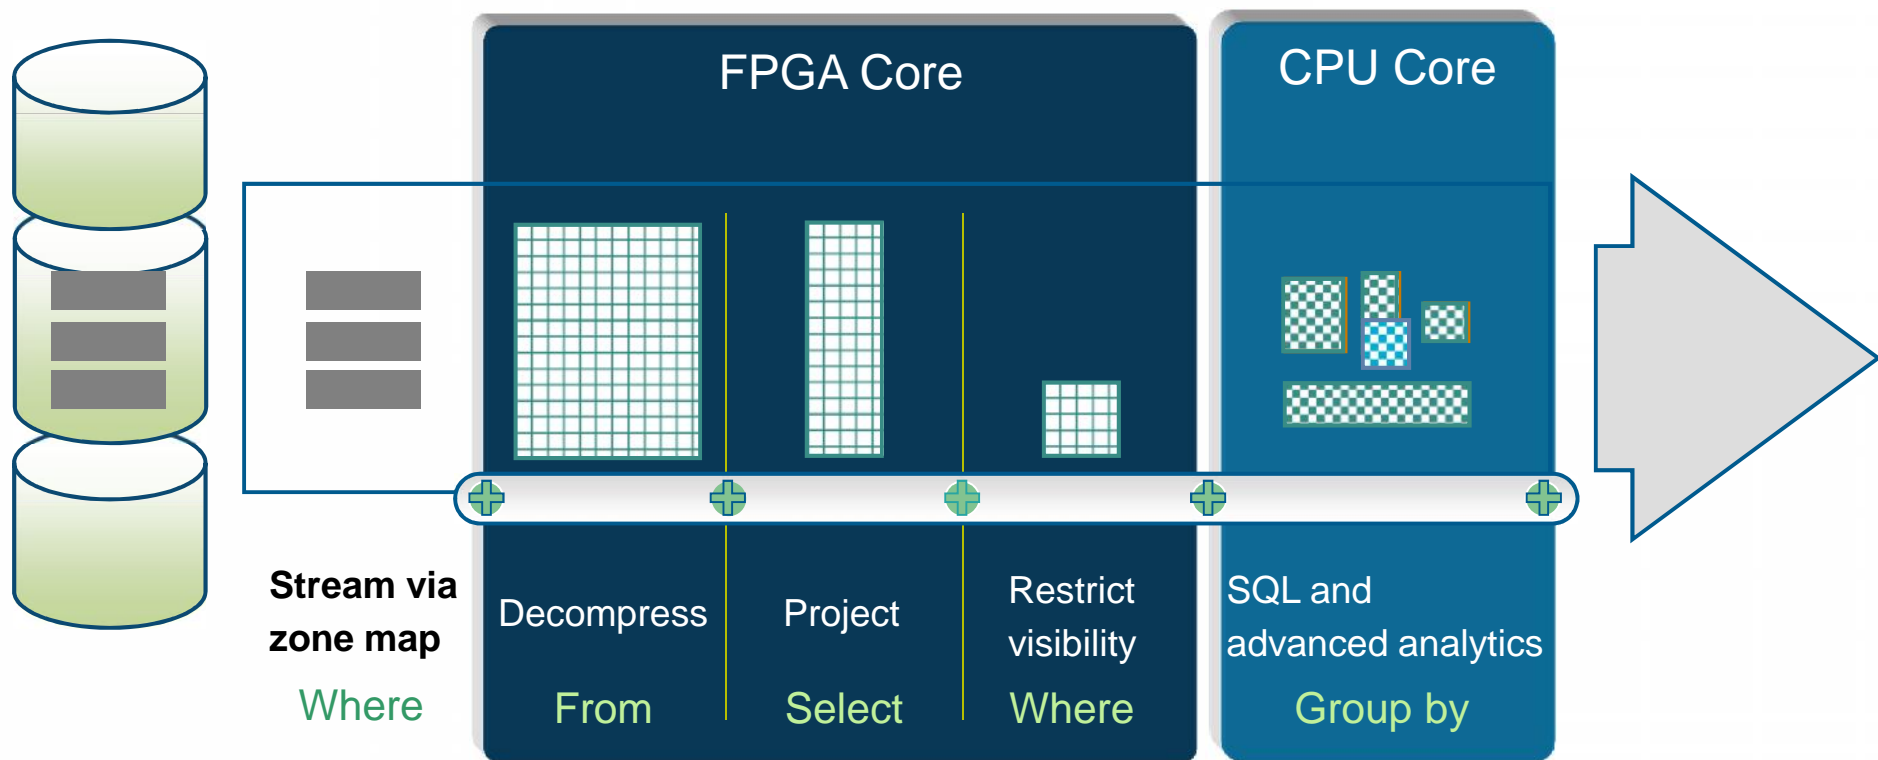 FPGA Core
CPU Core
Stream via
zone map
Where
Decompress
From
Project
Select
Restrict
visibility
Where
SQL and
advanced analytics
Group by